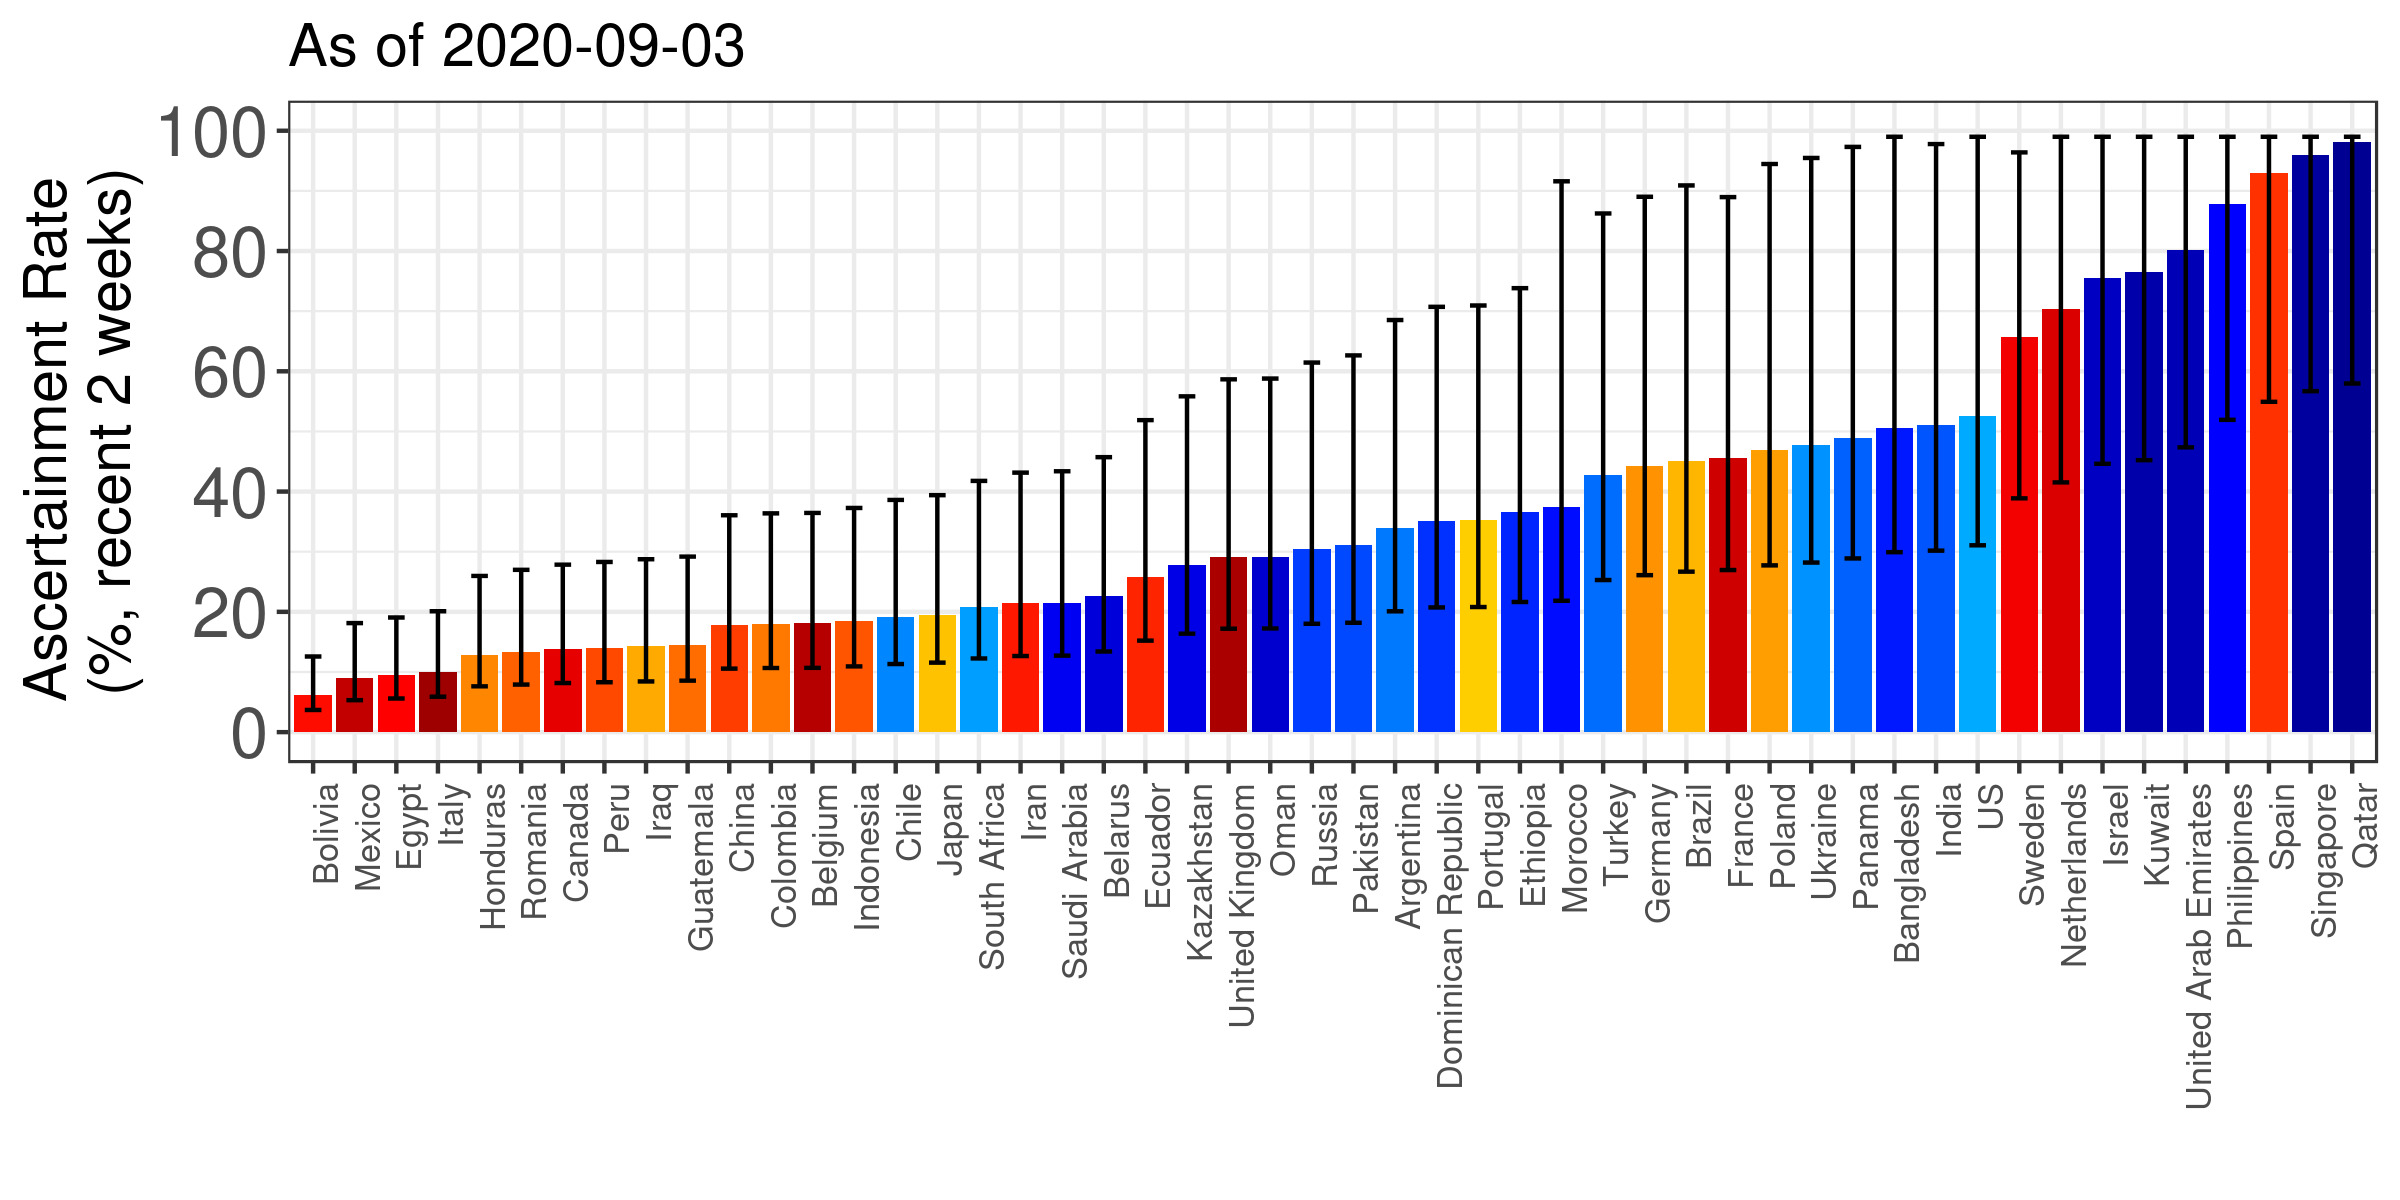 As of 2020-09-03
Ascertainment Rate
(%, recent 2 weeks)
100
80
60
40
20
0
Bolivia
Mexico
Egypt
Italy
Honduras
Romania
Canada
Peru
Iraq
Guatemala
China
Colombia
Belgium
Indonesia
Chile
Japan
South Africa
Iran
Saudi Arabia
Belarus
Ecuador
Kazakhstan
United Kingdom
Oman
Russia
Pakistan
Argentina
Dominican Republic
Portugal
Ethiopia
Morocco
Turkey
Germany
Brazil
France
Poland
Ukraine
Panama
Bangladesh
India
US
Sweden
Netherlands
Israel
Kuwait
United Arab Emirates
Philippines
Spain
Singapore
Qatar